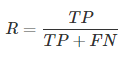 R = TP / (TP + FN)